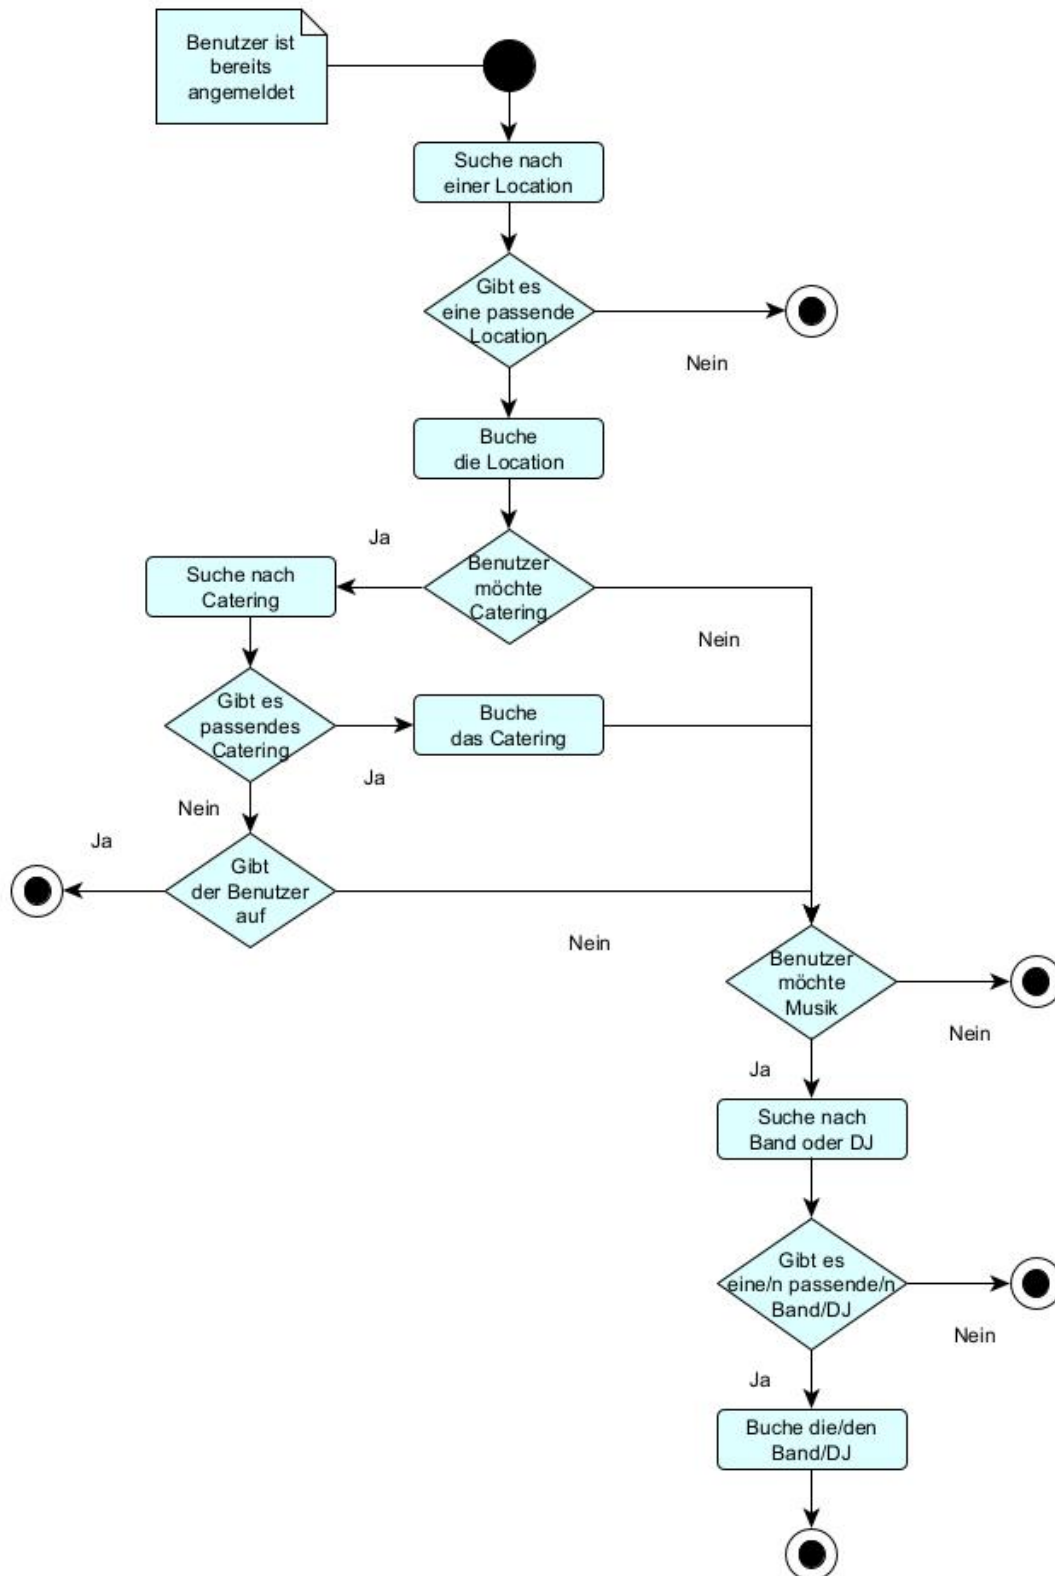 Benutzer ist
bereits
angemeldet
Suche nach
einer Location
Gibt es
eine passende
Location
Nein
Buche
die Location
Ja
Benutzer
möchte
Catering
Suche nach
Catering
Nein
Gibt es
passendes
Catering
Buche
das Catering
Ja
Nein
Ja
Gibt
der Benutzer
auf
Nein
Benutzer
möchte
Musik
Nein
Ja
Suche nach
Band oder DJ
Gibt es
eine/n passende/n
Band/DJ
Nein
Ja
Buche die/den
Band/DJ